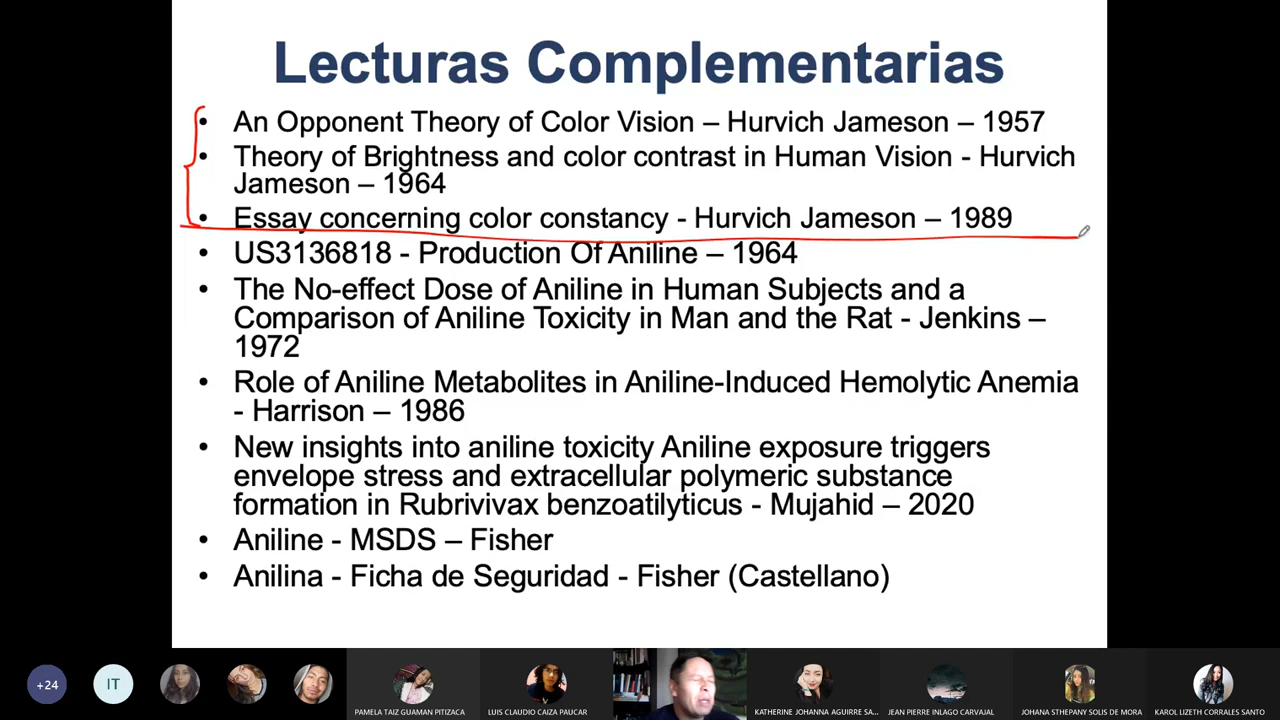 Lecturas Complementarias
• An Opponent Theory of Color Vision – Hurvich Jameson – 1957
• Theory of Brightness and color contrast in Human Vision - Hurvich
Jameson – 1964
• Essay concerning color constancy - Hurvich Jameson – 1989
• US3136818 - Production Of Aniline – 1964
• The No-effect Dose of Aniline in Human Subjects and a
Comparison of Aniline Toxicity in Man and the Rat - Jenkins –
1972
• Role of Aniline Metabolites in Aniline-Induced Hemolytic Anemia
- Harrison – 1986
• New insights into aniline toxicity Aniline exposure triggers
envelope stress and extracellular polymeric substance
formation in Rubrivivax benzoatilyticus - Mujahid – 2020
• Aniline - MSDS – Fisher
• Anilina - Ficha de Seguridad - Fisher (Castellano)
+24
IT
PAMELA TAIZ GUAMAN PITIZACA
LUIS CLAUDIO CAIZA PAUCAR
KATHERINE JOHANNA AGUIRRE SA...
JEAN PIERRE INLAGO CARVAJAL
JOHANA STHEPANY SOLIS DE MORA
KAROL LIZETH CORRALES SANTO